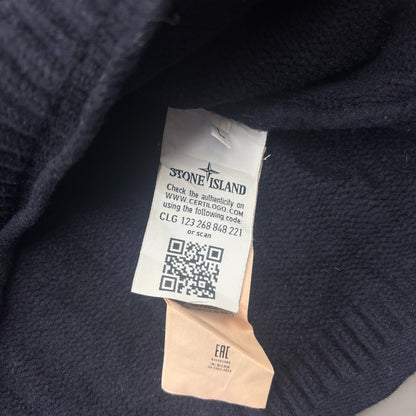 STONE ISLAND
Check the authenticity on
WWW.CERTILOGO.COM
using the following code:
CLG 123 268 848 221
or scan
EAC